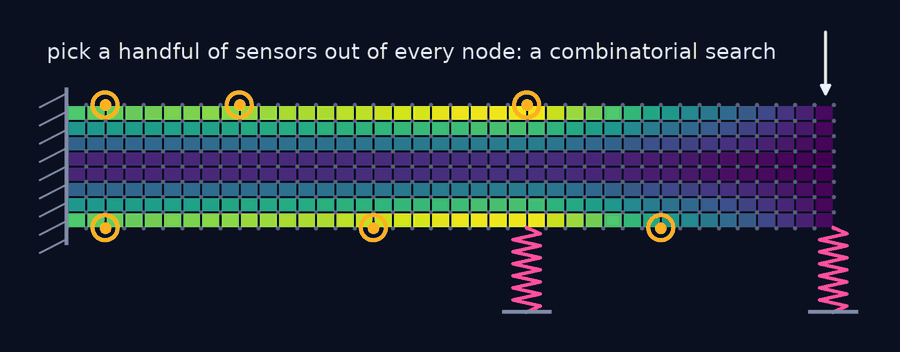 pick a handful of sensors out of every node: a combinatorial search